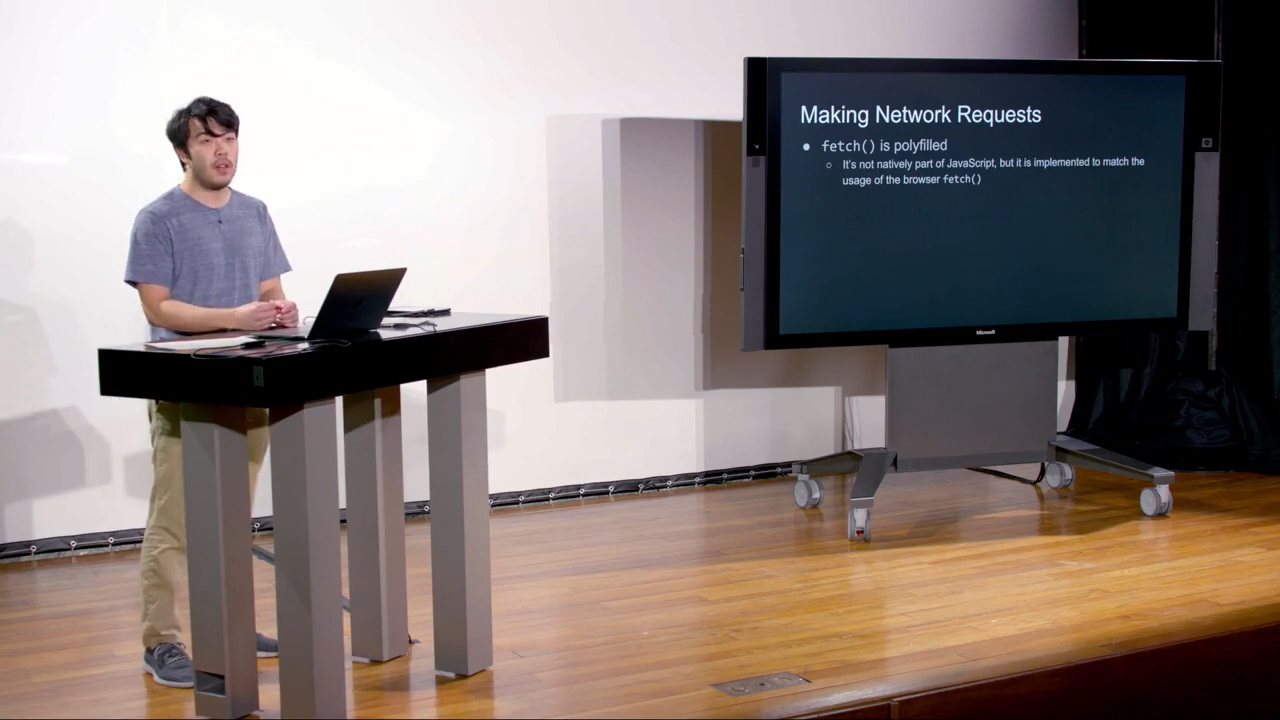 Making Network Requests
● fetch() is polyfilled
○ It's not natively part of JavaScript, but it is implemented to match the
usage of the browser fetch()
Microsoft